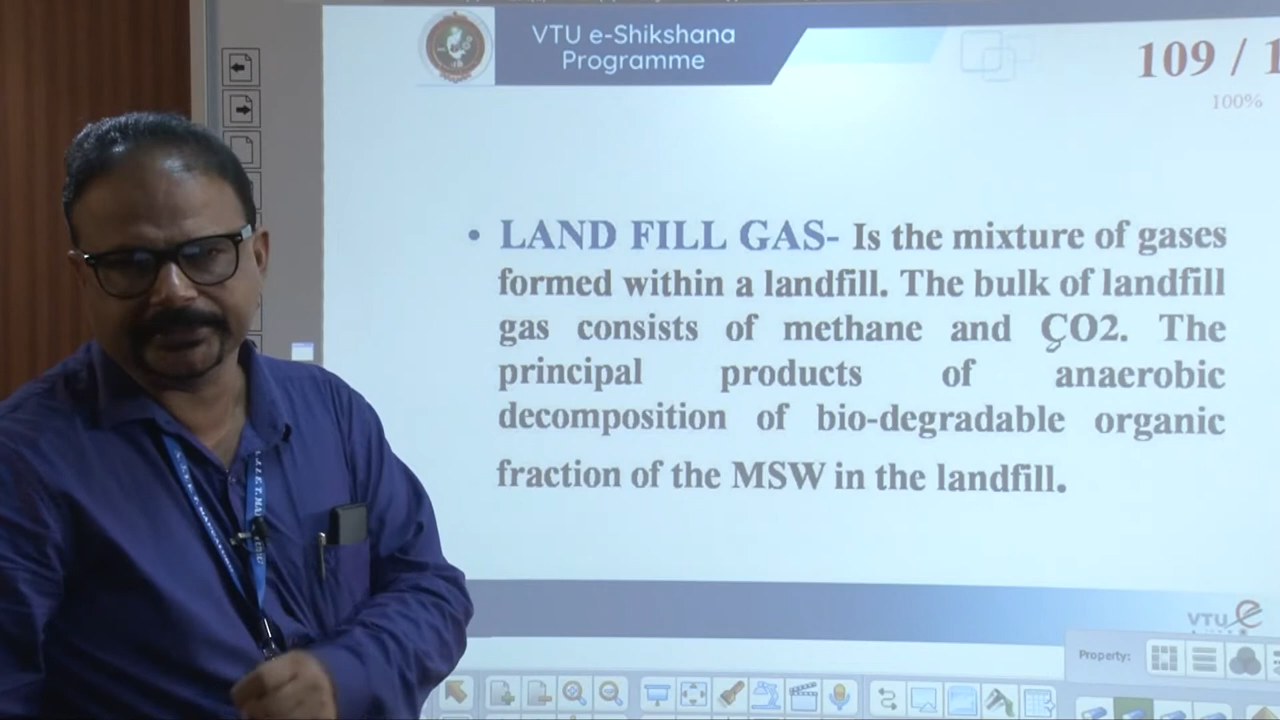 VTU e-Shikshana
Programme
109 / 1
100%
• LAND FILL GAS- Is the mixture of gases
formed within a landfill. The bulk of landfill
gas consists of methane and ÇO2. The
principal products of anaerobic
decomposition of bio-degradable organic
fraction of the MSW in the landfill.
VTU e
Property: